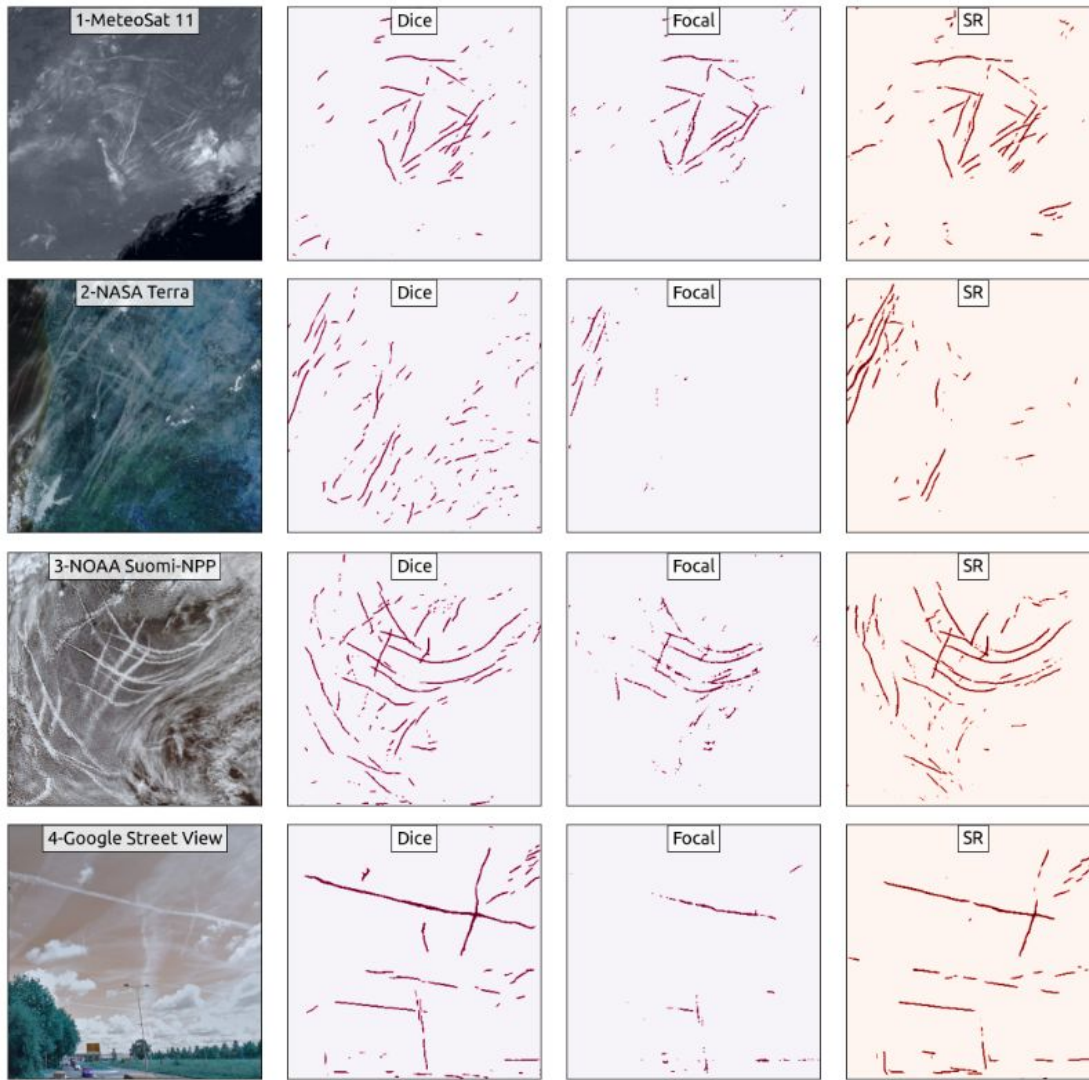 1-MeteoSat 11
Dice
Focal
SR
2-NASA Terra
Dice
Focal
SR
3-NOAA Suomi-NPP
Dice
Focal
SR
4-Google Street View
Dice
Focal
SR